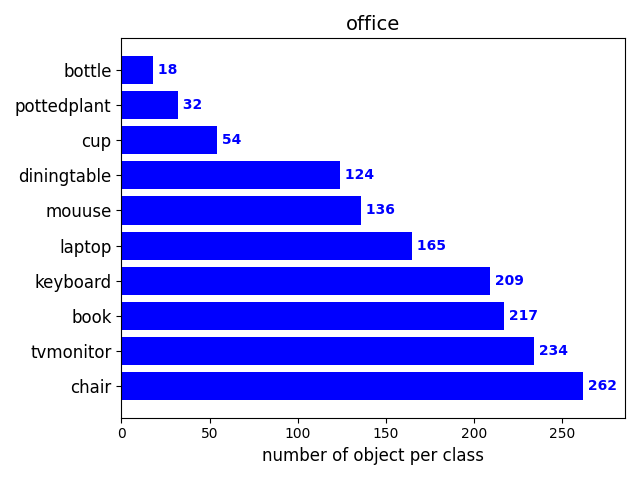 office
bottle 18
pottedplant 32
cup 54
diningtable 124
mouuse 136
laptop 165
keyboard 209
book 217
tvmonitor 234
chair 262
0 50 100 150 200 250
number of object per class